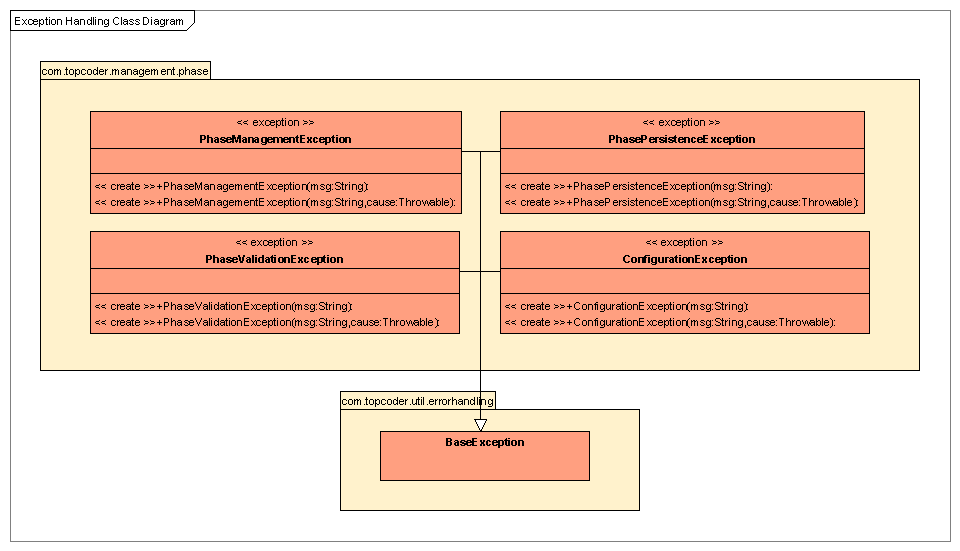 Exception Handling Class Diagram
com.topcoder.management.phase
<< exception >>
PhaseManagementException
<< create >>+PhaseManagementException(msg:String):
<< create >>+PhaseManagementException(msg:String,cause:Throwable):
<< exception >>
PhasePersistenceException
<< create >>+PhasePersistenceException(msg:String):
<< create >>+PhasePersistenceException(msg:String,cause:Throwable):
<< exception >>
PhaseValidationException
<< create >>+PhaseValidationException(msg:String):
<< create >>+PhaseValidationException(msg:String,cause:Throwable):
<< exception >>
ConfigurationException
<< create >>+ConfigurationException(msg:String):
<< create >>+ConfigurationException(msg:String,cause:Throwable):
com.topcoder.util.errorhandling
BaseException